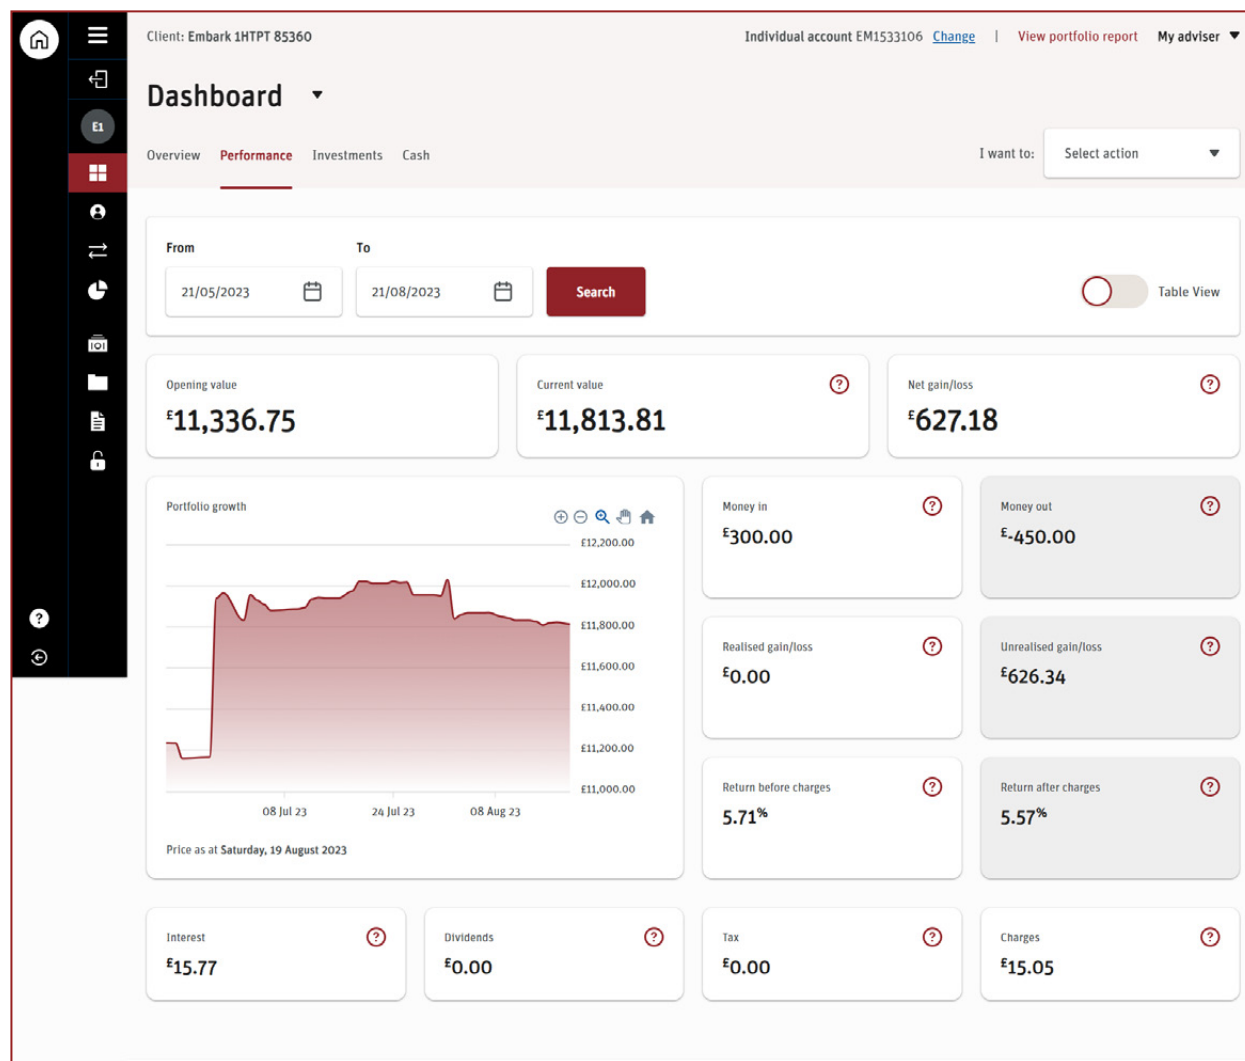 Client: Embark 1HTPT 85360
Individual account EM1533106 Change | View portfolio report My adviser
E1
Dashboard
Overview Performance Investments Cash
I want to: Select action
From To
21/05/2023 21/08/2023 Search Table View
Opening value
£11,336.75
Current value ?
£11,813.81
Net gain/loss ?
£627.18
Portfolio growth
£12,200.00
£12,000.00
£11,800.00
£11,600.00
£11,400.00
£11,200.00
£11,000.00
08 Jul 23 24 Jul 23 08 Aug 23
Price as at Saturday, 19 August 2023
Money in ?
£300.00
Money out ?
£-450.00
Realised gain/loss ?
£0.00
Unrealised gain/loss ?
£626.34
Return before charges ?
5.71%
Return after charges ?
5.57%
Interest ?
£15.77
Dividends ?
£0.00
Tax ?
£0.00
Charges ?
£15.05
?